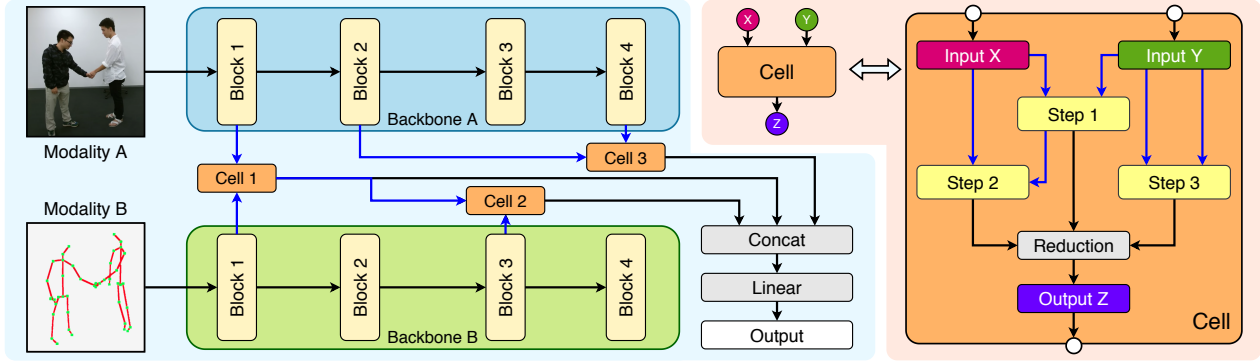 Modality A
Block 1
Block 2
Block 3
Block 4
Backbone A
Cell 1
Cell 2
Cell 3
Modality B
Block 1
Block 2
Block 3
Block 4
Backbone B
Concat
Linear
Output
X
Y
Cell
Z
Input X
Input Y
Step 1
Step 2
Step 3
Reduction
Output Z
Cell